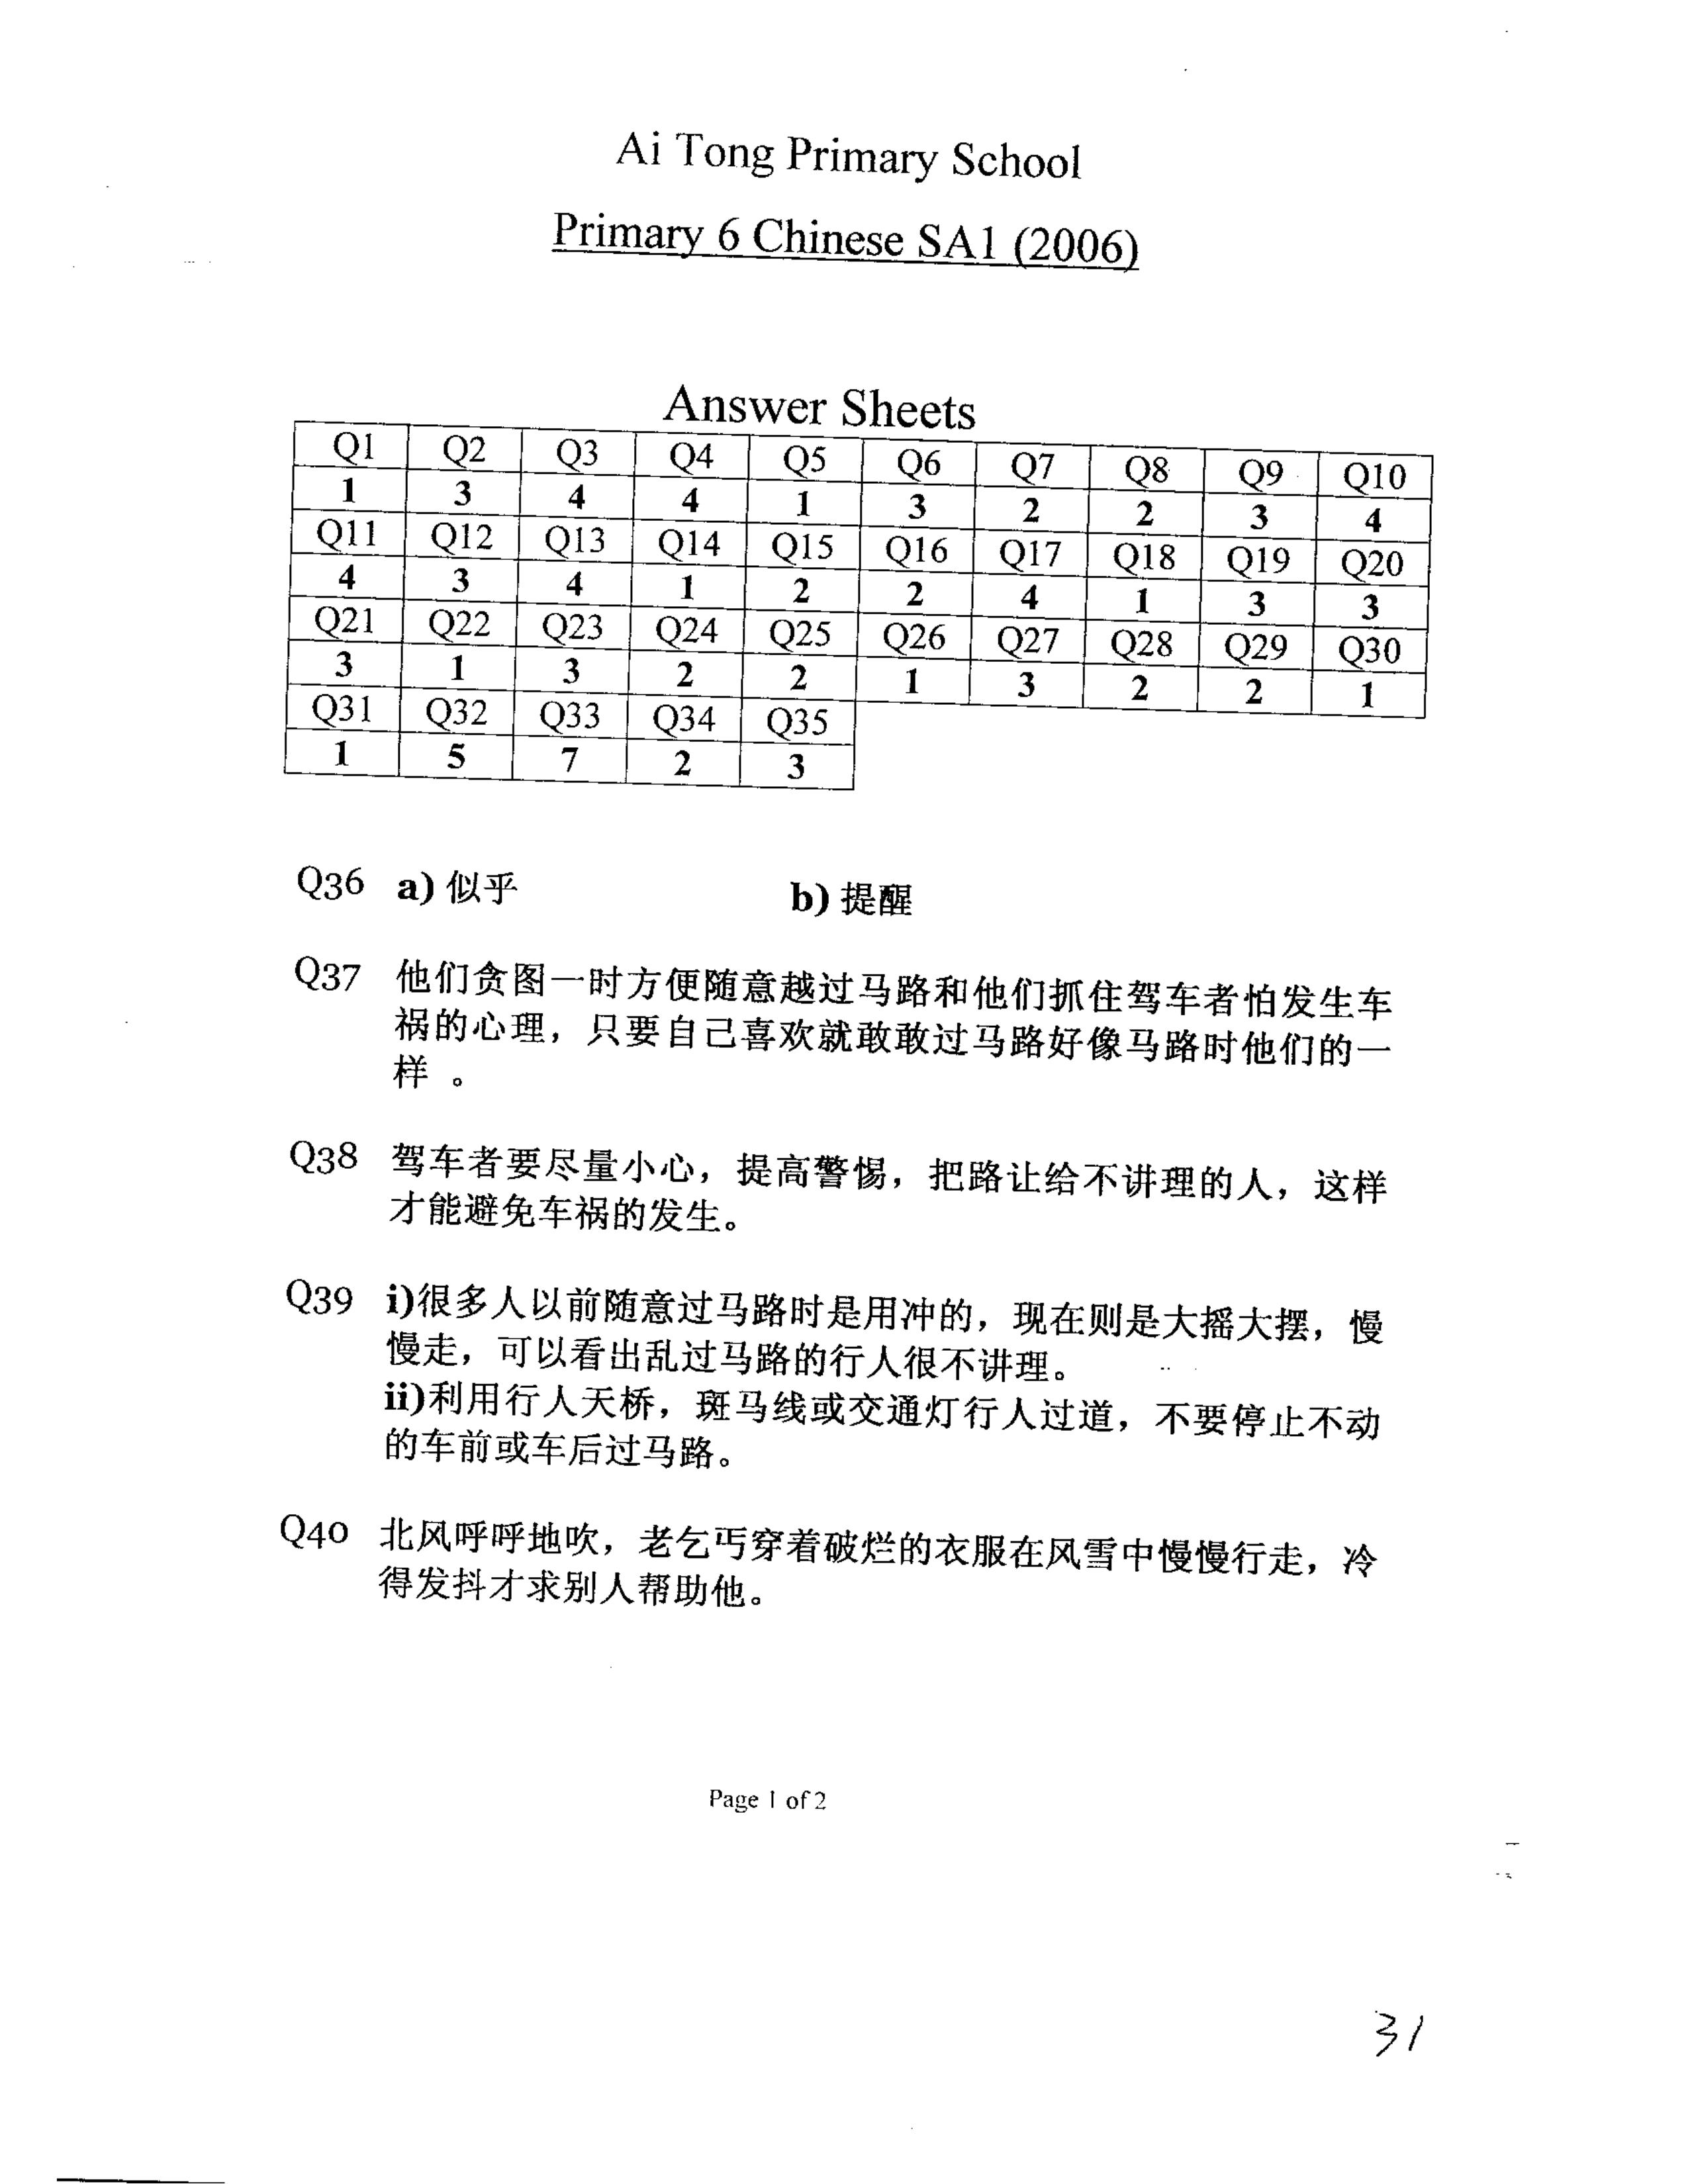 Ai Tong Primary School
Primary 6 Chinese SA1 (2006)
Answer Sheets
Q1 Q2 Q3 Q4 Q5 Q6 Q7 Q8 Q9 Q10
1 3 4 4 1 3 2 2 3 4
Q11 Q12 Q13 Q14 Q15 Q16 Q17 Q18 Q19 Q20
4 3 4 1 2 2 4 1 3 3
Q21 Q22 Q23 Q24 Q25 Q26 Q27 Q28 Q29 Q30
3 1 3 2 2 1 3 2 2 1
Q31 Q32 Q33 Q34 Q35
1 5 7 2 3
Q36 a) 似乎 b) 提醒
Q37 他们贪图一时方便随意越过马路和他们抓住驾车者怕发生车
祸的心理，只要自己喜欢就敢敢过马路好像马路时他们的一
样 。
Q38 驾车者要尽量小心，提高警惕，把路让给不讲理的人，这样
才能避免车祸的发生。
Q39 i)很多人以前随意过马路时是用冲的，现在则是大摇大摆，慢
慢走，可以看出乱过马路的行人很不讲理。
ii)利用行人天桥，斑马线或交通灯行人过道，不要停止不动
的车前或车后过马路。
Q40 北风呼呼地吹，老乞丐穿着破烂的衣服在风雪中慢慢行走，冷
得发抖才求别人帮助他。
Page 1 of 2
31